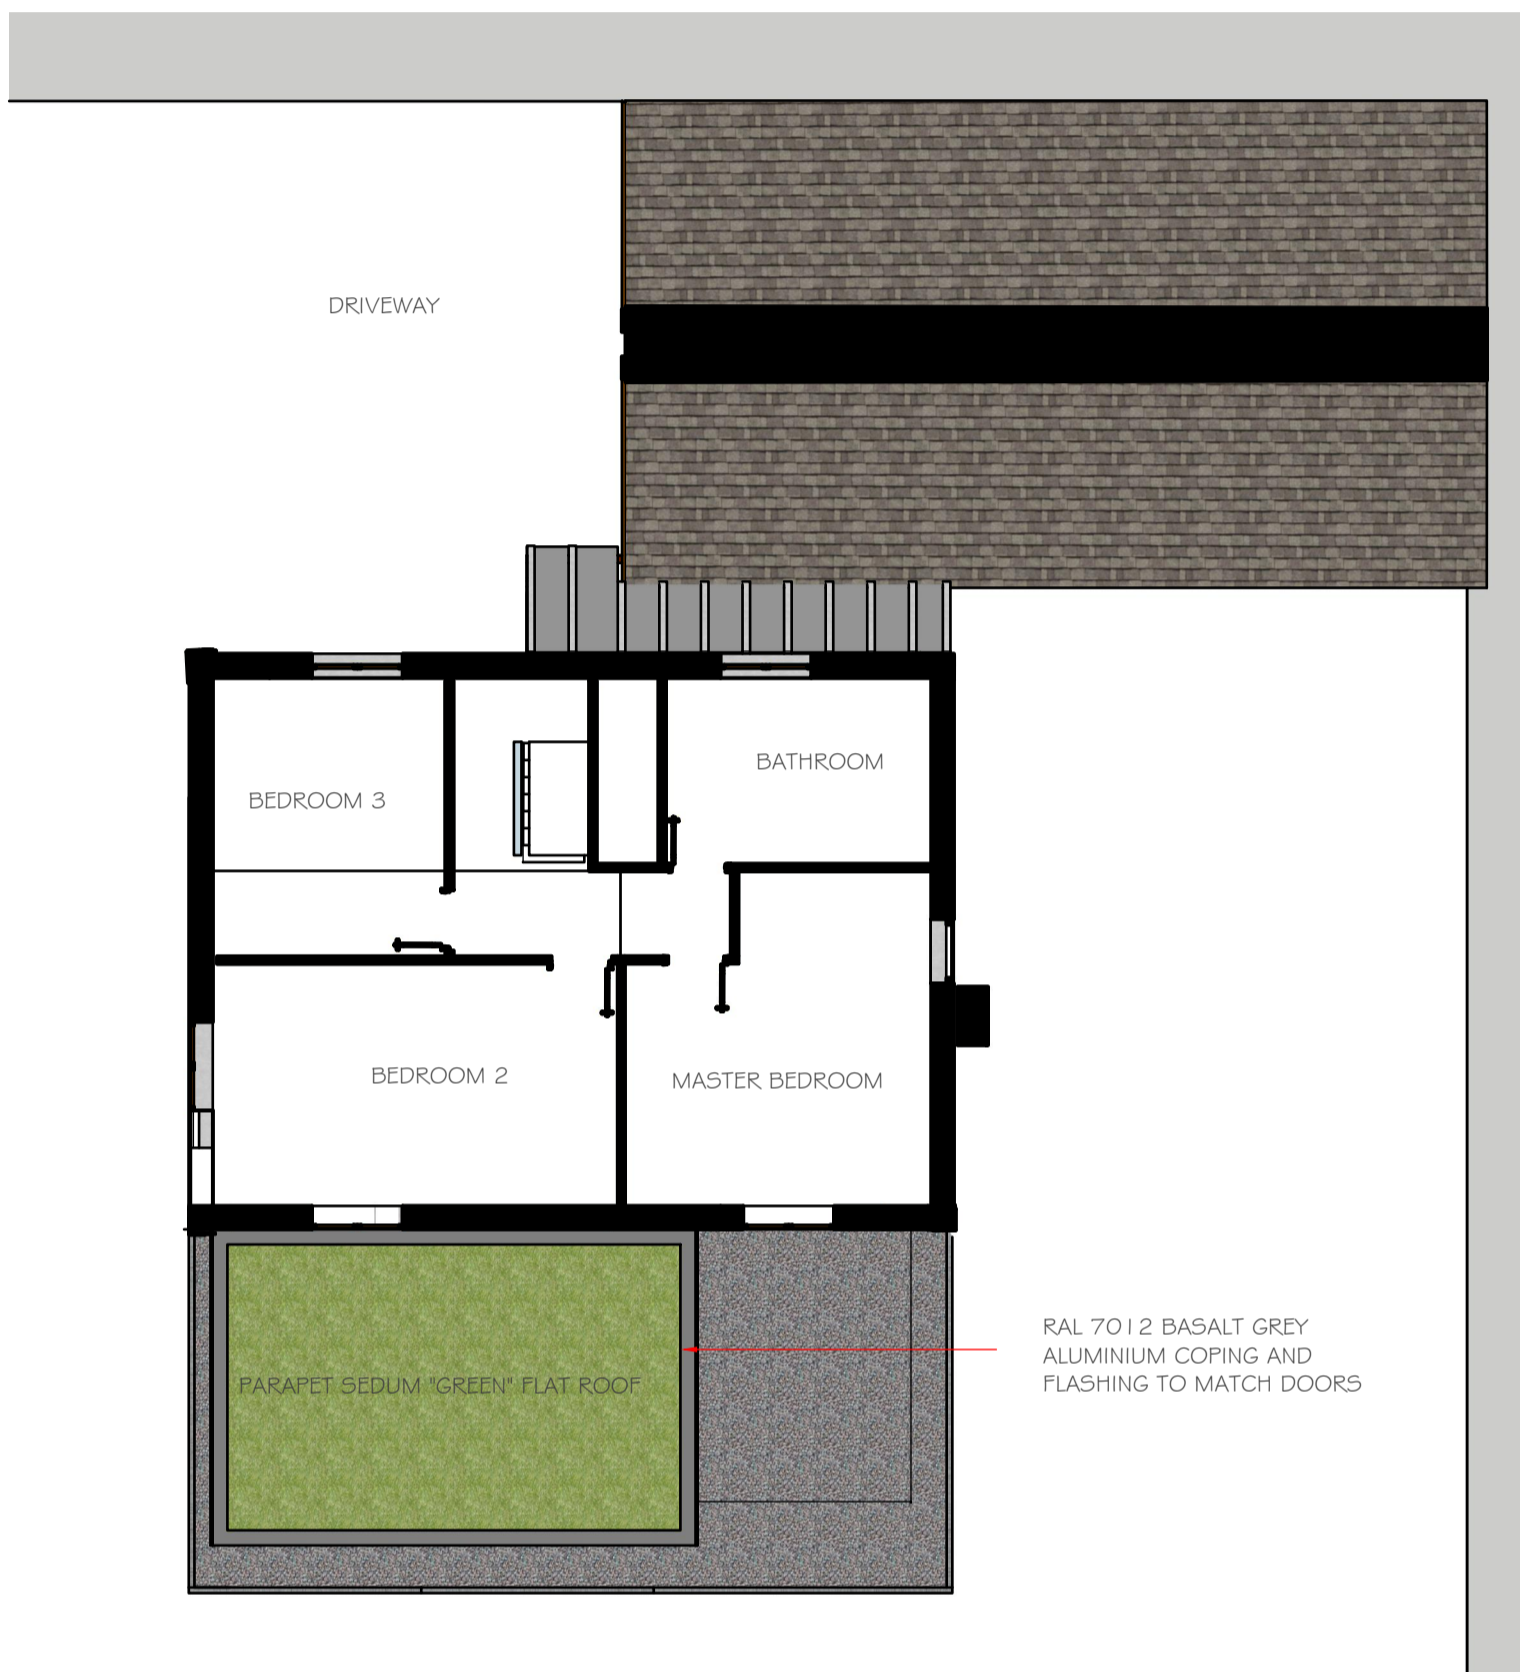 DRIVEWAY
BATHROOM
BEDROOM 3
BEDROOM 2
MASTER BEDROOM
RAL 7012 BASALT GREY
ALUMINIUM COPING AND
FLASHING TO MATCH DOORS
PARAPET SEDUM "GREEN" FLAT ROOF